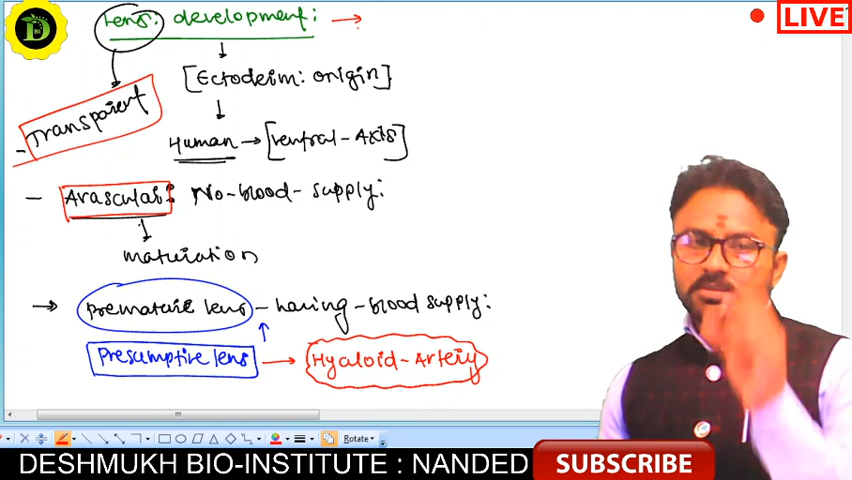 D
Lens: development: →
LIVE
[Ectoderm: origin]
- Transparent
Human → [central-Axis]
- Avascular: No-blood-supply:
maturation
→ premature lens - having-blood supply:
Presumptive lens → Hyaloid-Artery
Rotate
DESHMUKH BIO-INSTITUTE : NANDED
SUBSCRIBE